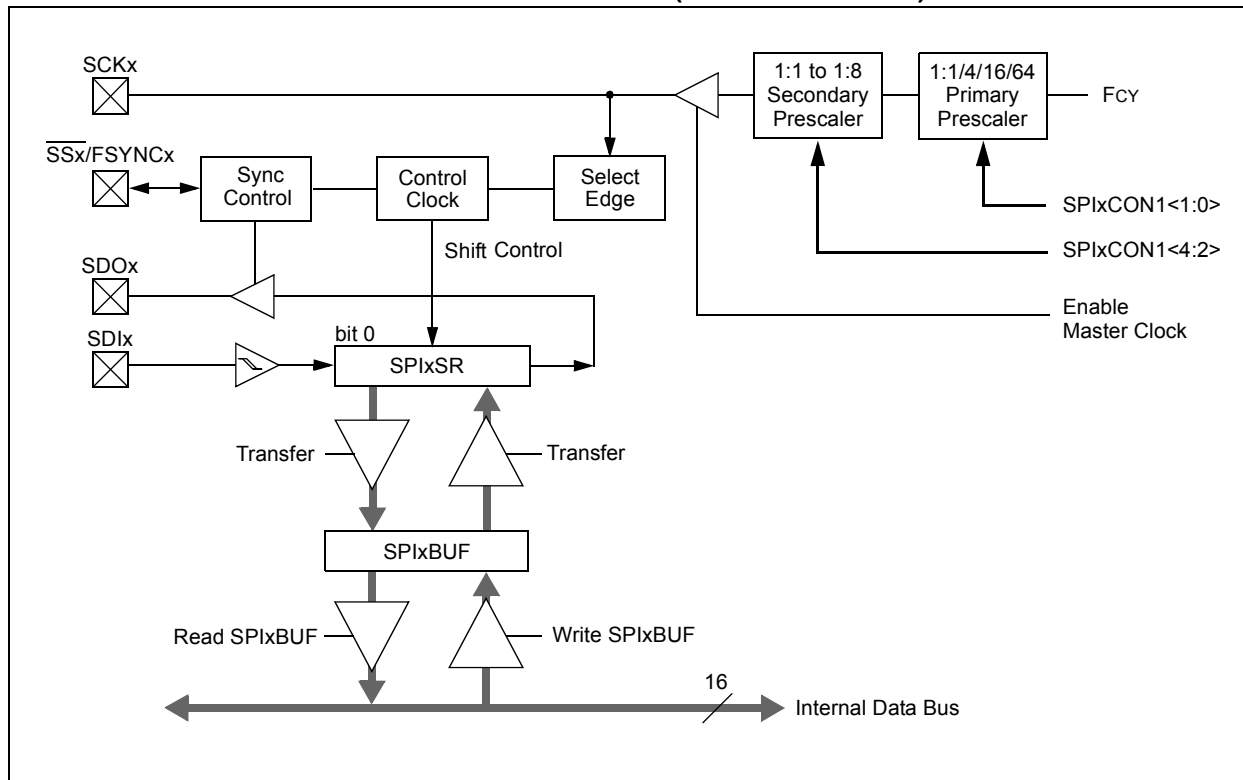 SCKx
1:1 to 1:8
Secondary
Prescaler
1:1/4/16/64
Primary
Prescaler
FCY
SSx/FSYNCx
Sync
Control
Control
Clock
Select
Edge
SPIxCON1<1:0>
Shift Control
SPIxCON1<4:2>
SDOx
Enable
Master Clock
SDIx
bit 0
SPIxSR
Transfer
Transfer
SPIxBUF
Read SPIxBUF
Write SPIxBUF
16
Internal Data Bus